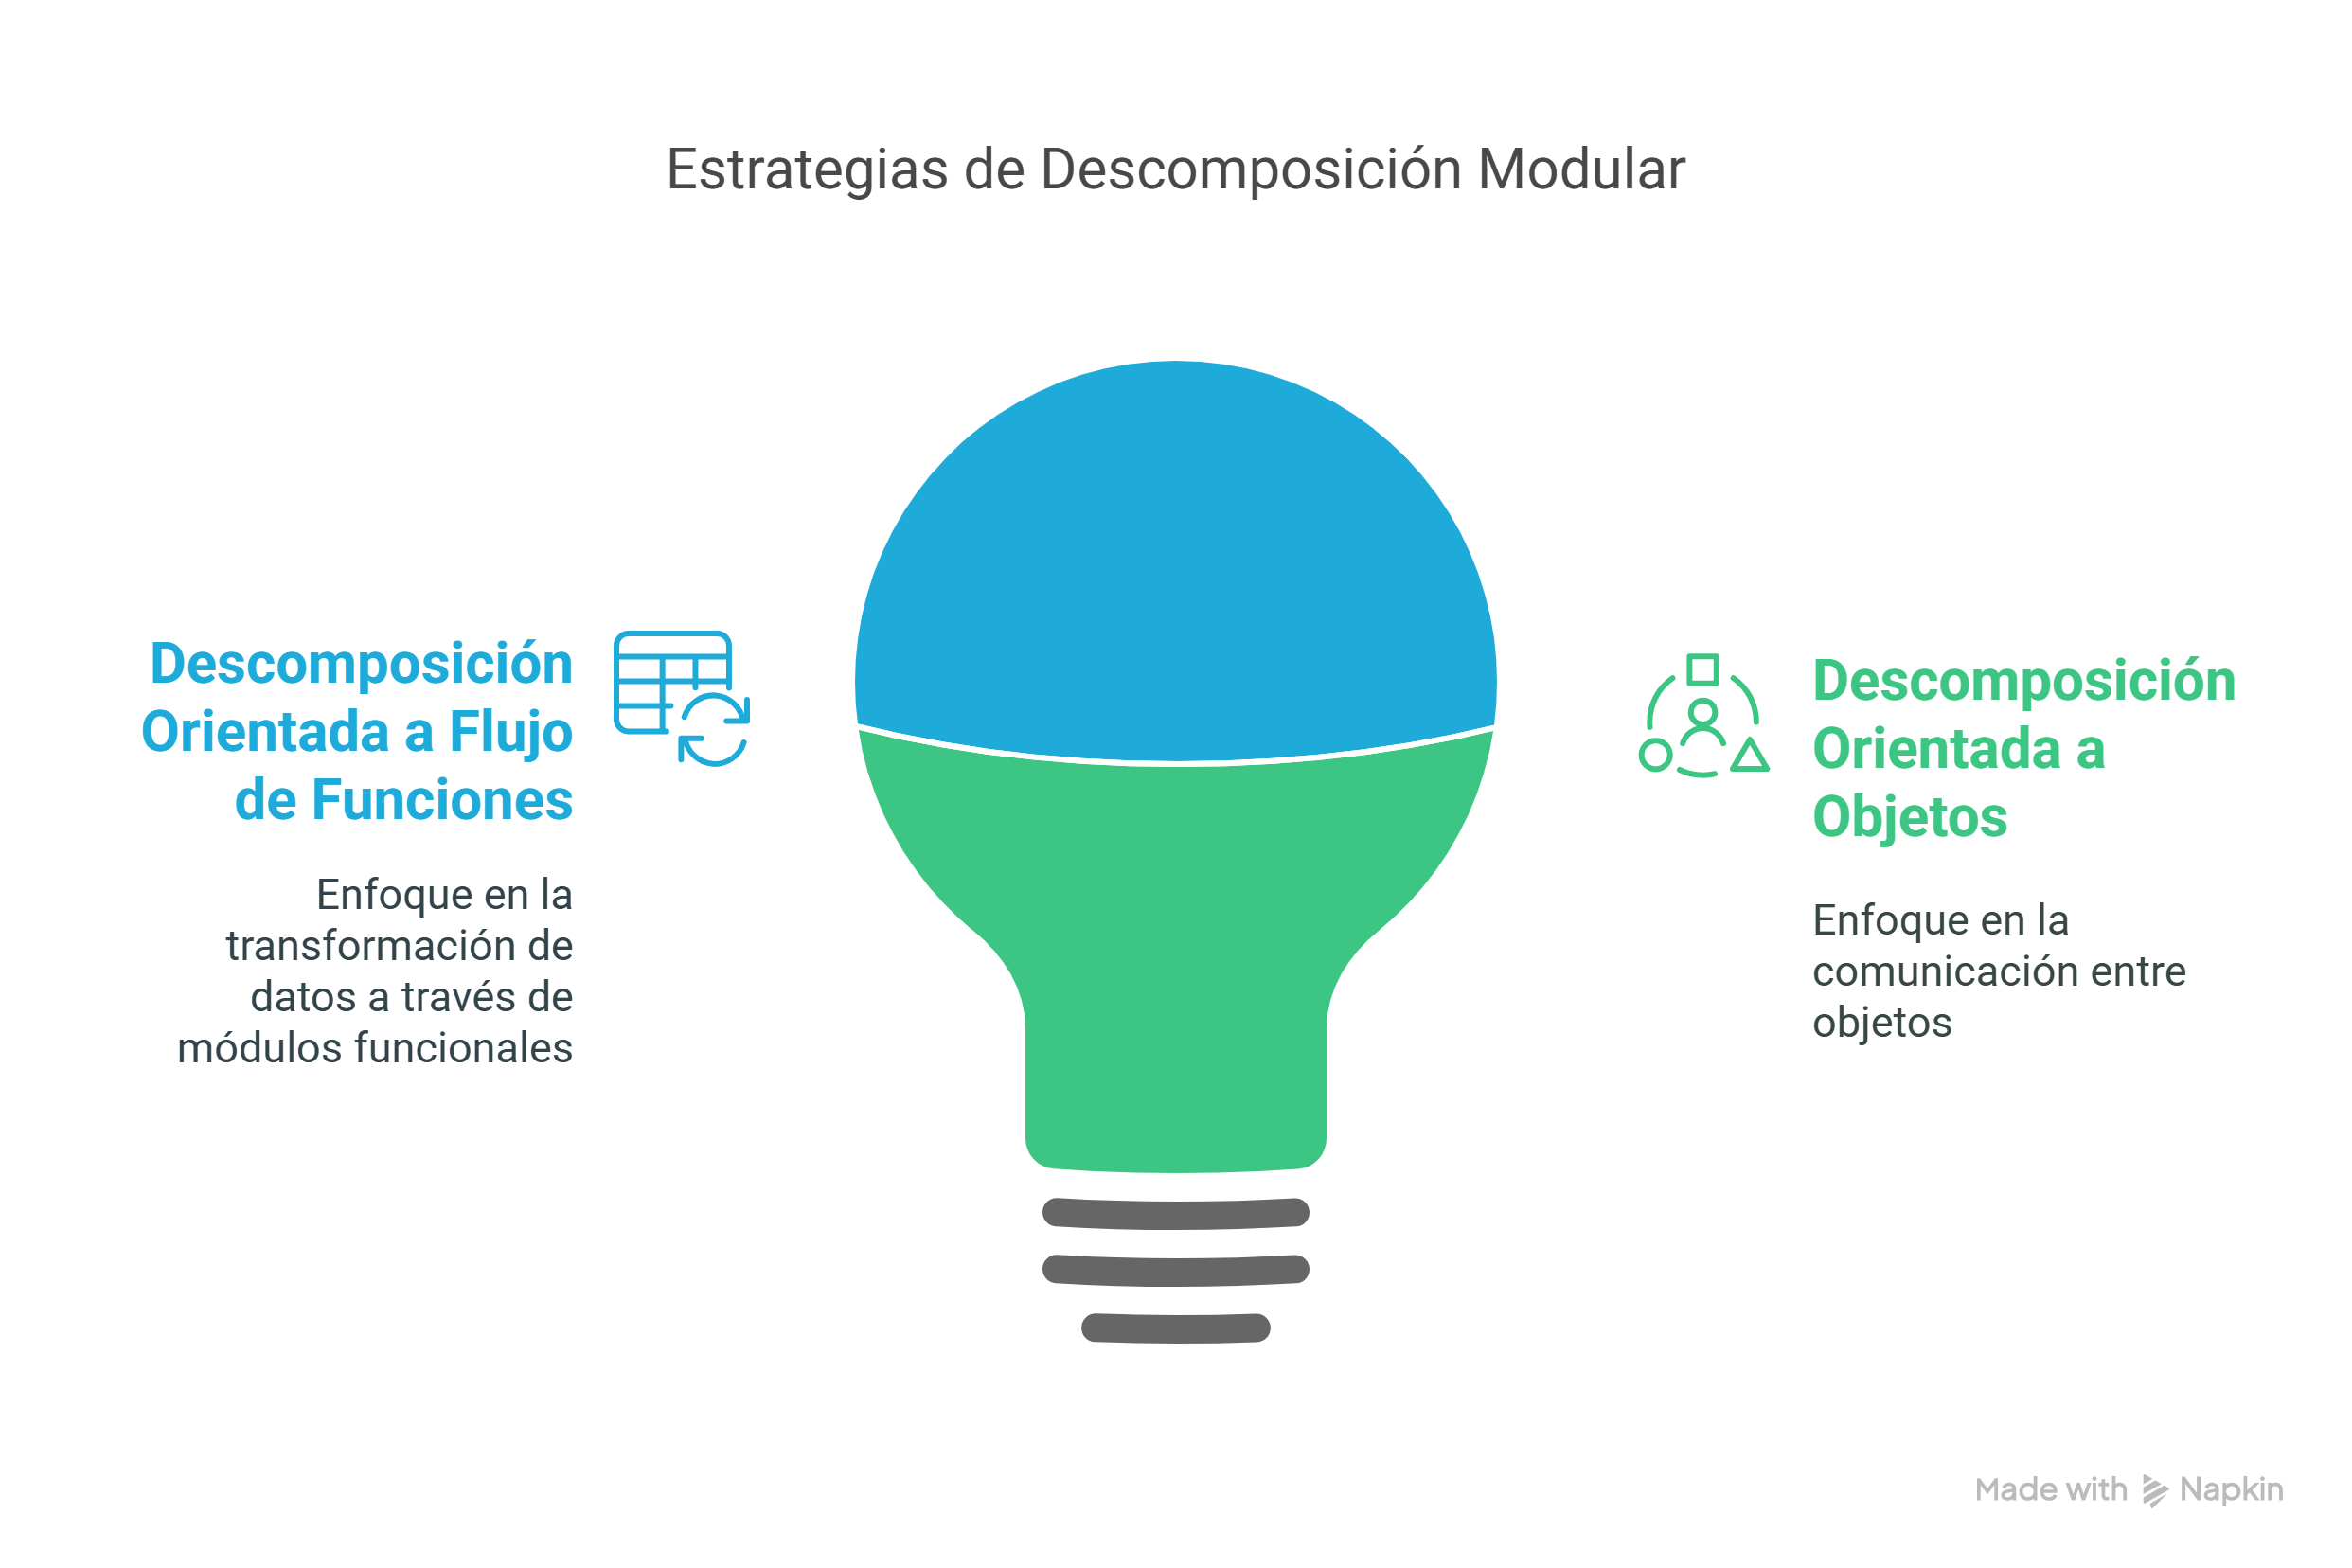 Estrategias de Descomposición Modular
Descomposición
Orientada a Flujo
de Funciones
Enfoque en la
transformación de
datos a través de
módulos funcionales
Descomposición
Orientada a
Objetos
Enfoque en la
comunicación entre
objetos
Made with Napkin